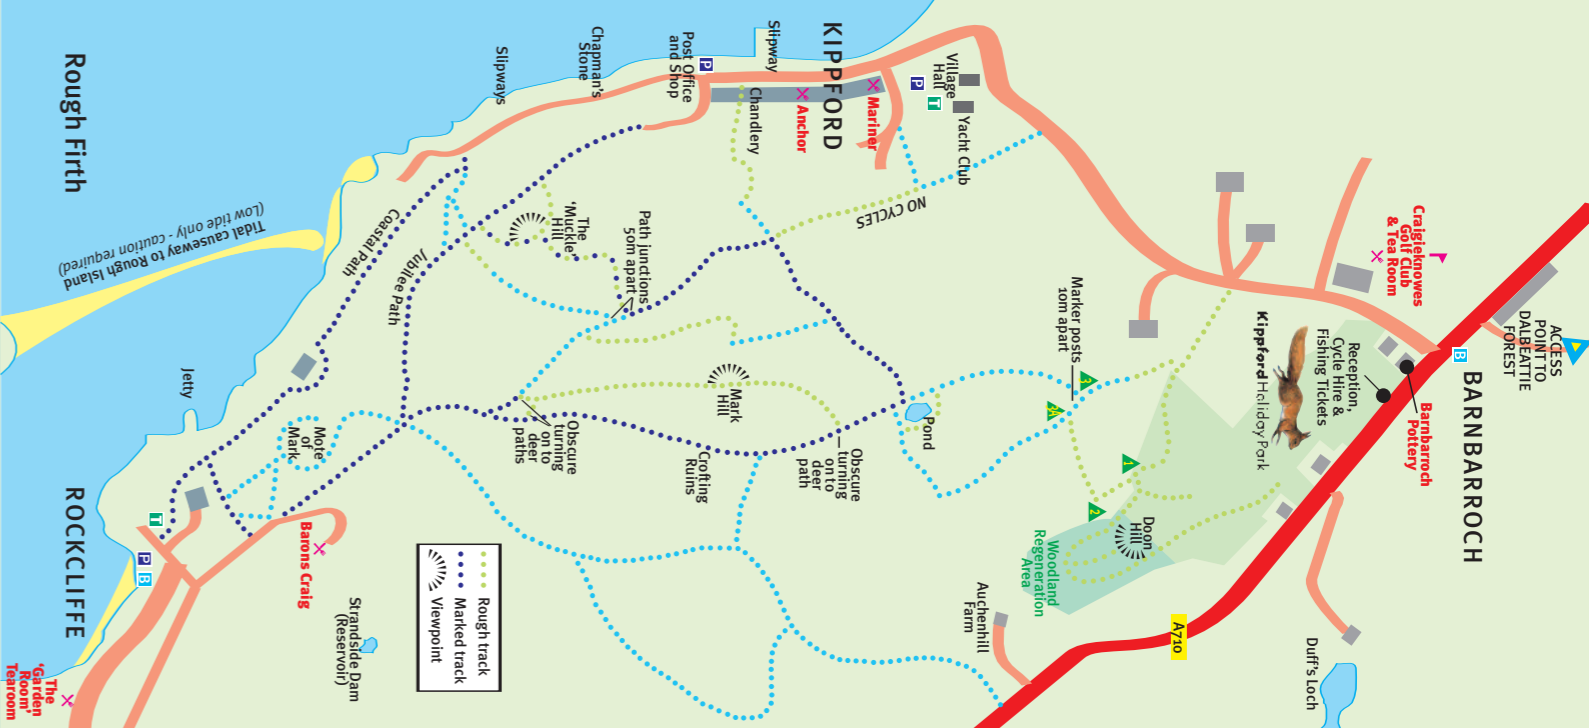 ACCESS
POINT TO
DALBEATTIE
FOREST
BARNBARROCH
B
Craigieknowes
Golf Club
& Tea Room
Barnbarroch
Pottery
Reception,
Cycle Hire &
Fishing Tickets
Kippford Holiday Park
Marker posts
10m apart
3
3A
1
2
Doon
Hill
Woodland
Regeneration
Area
A710
Duff's Loch
Auchenhill
Farm
Village
Hall
P
T
Yacht Club
KIPPFORD
Mariner
Anchor
Slipway
Chandlery
P
Post Office
and Shop
Chapman's
Stone
Slipways
NO CYCLES
Path junctions
50m apart
The
'Muckle'
Hill
Mark
Hill
Pond
Obscure
turning
on to
deer
path
Crofting
Ruins
Obscure
turning
on to
deer
paths
Coastal Path
Jubilee Path
Rough Firth
Tidal causeway to Rough Island
(Low tide only - caution required)
Jetty
Mote
of
Mark
ROCKCLIFFE
T
P
B
Barons Craig
Strandside Dam
(Reservoir)
The
'Garden
Room'
Tearoom
Rough track
Marked track
Viewpoint